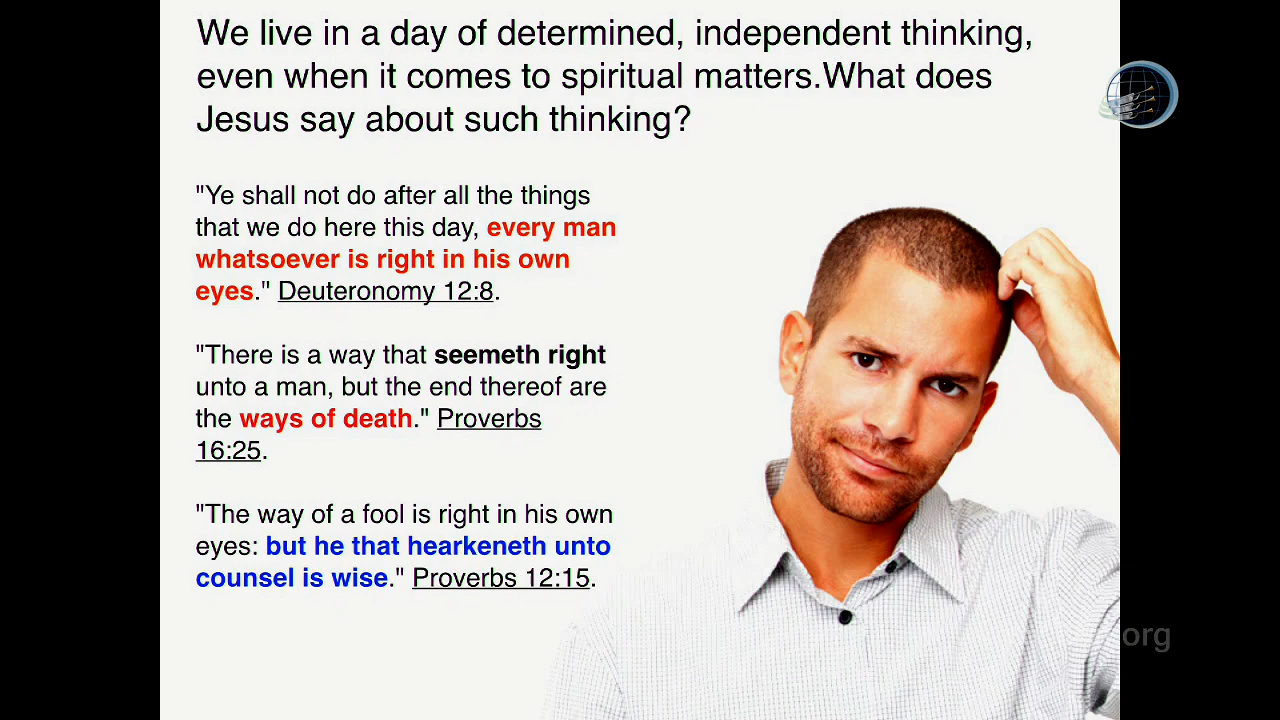 We live in a day of determined, independent thinking,
even when it comes to spiritual matters.What does
Jesus say about such thinking?
"Ye shall not do after all the things
that we do here this day, every man
whatsoever is right in his own
eyes." Deuteronomy 12:8.
"There is a way that seemeth right
unto a man, but the end thereof are
the ways of death." Proverbs
16:25.
"The way of a fool is right in his own
eyes: but he that hearkeneth unto
counsel is wise." Proverbs 12:15.
org